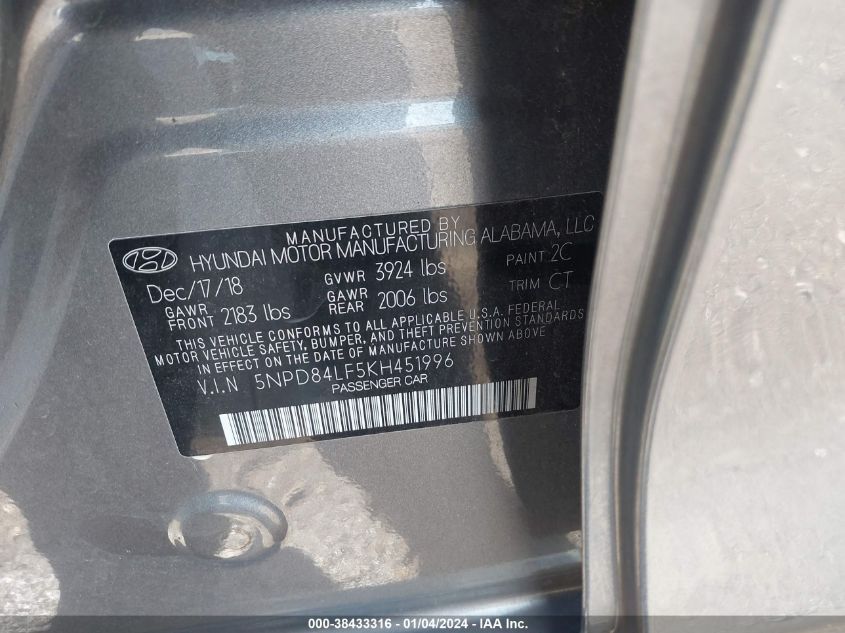 MANUFACTURED BY
HYUNDAI MOTOR MANUFACTURING ALABAMA, LLC
Dec/17/18 GVWR 3924 lbs PAINT 2C
GAWR FRONT 2183 lbs GAWR REAR 2006 lbs TRIM CT
THIS VEHICLE CONFORMS TO ALL APPLICABLE U.S.A. FEDERAL
MOTOR VEHICLE SAFETY, BUMPER, AND THEFT PREVENTION STANDARDS
IN EFFECT ON THE DATE OF MANUFACTURE SHOWN ABOVE
V.I.N 5NPD84LF5KH451996
PASSENGER CAR
000-38433316 - 01/04/2024 - IAA Inc.